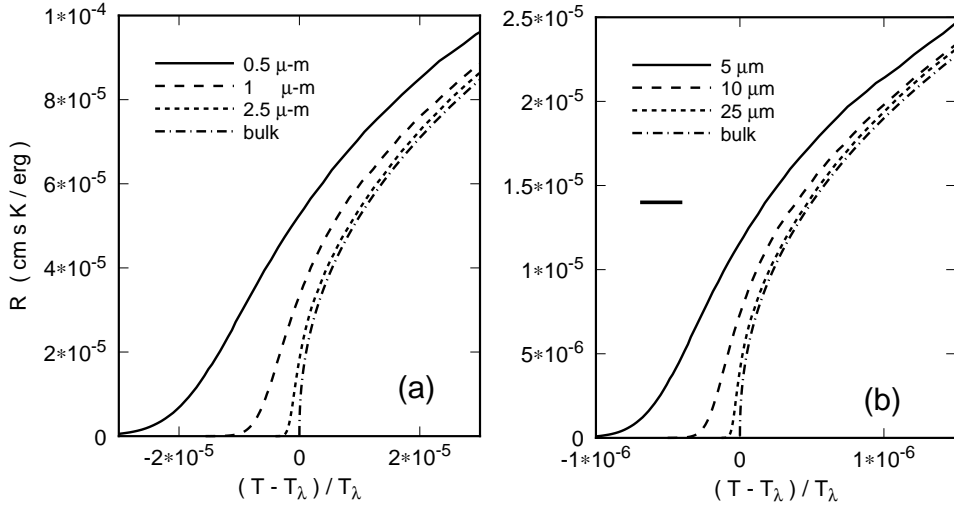 1*10-4
8*10-5
6*10-5
4*10-5
2*10-5
0
R ( cm s K / erg)
0.5 μ-m
1 μ-m
2.5 μ-m
bulk
(a)
-2*10-5
0
2*10-5
( T - Tλ ) / Tλ
2.5*10-5
2*10-5
1.5*10-5
1*10-5
5*10-6
0
5 μm
10 μm
25 μm
bulk
(b)
-1*10-6
0
1*10-6
( T - Tλ ) / Tλ